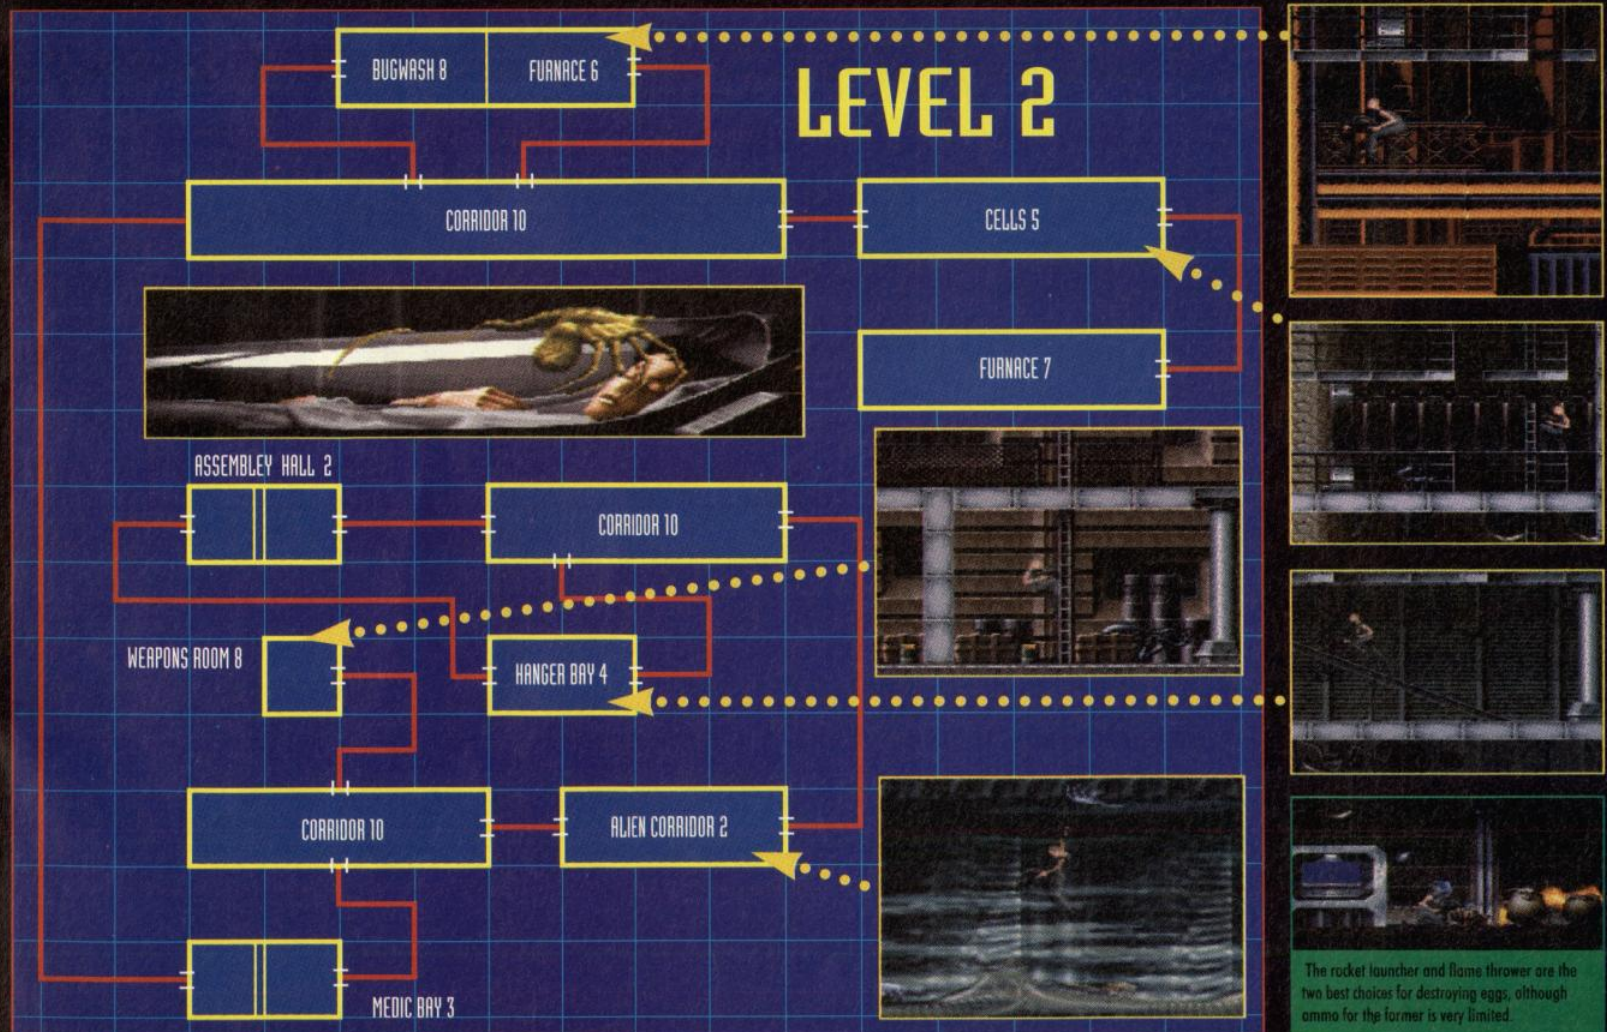 BUGWASH 8
FURNACE 6
LEVEL 2
CORRIDOR 10
CELLS 5
FURNACE 7
ASSEMBLEY HALL 2
CORRIDOR 10
WEAPONS ROOM 8
HANGER BAY 4
CORRIDOR 10
ALIEN CORRIDOR 2
MEDIC BAY 3
The rocket launcher and flame thrower are the
two best choices for destroying eggs, although
ammo for the former is very limited.